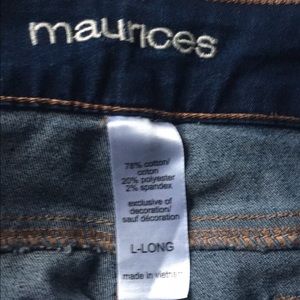 maurices
78% cotton/
coton
20% polyester
2% spandex
exclusive of
decoration/
sauf décoration
L-LONG
made in vietnam